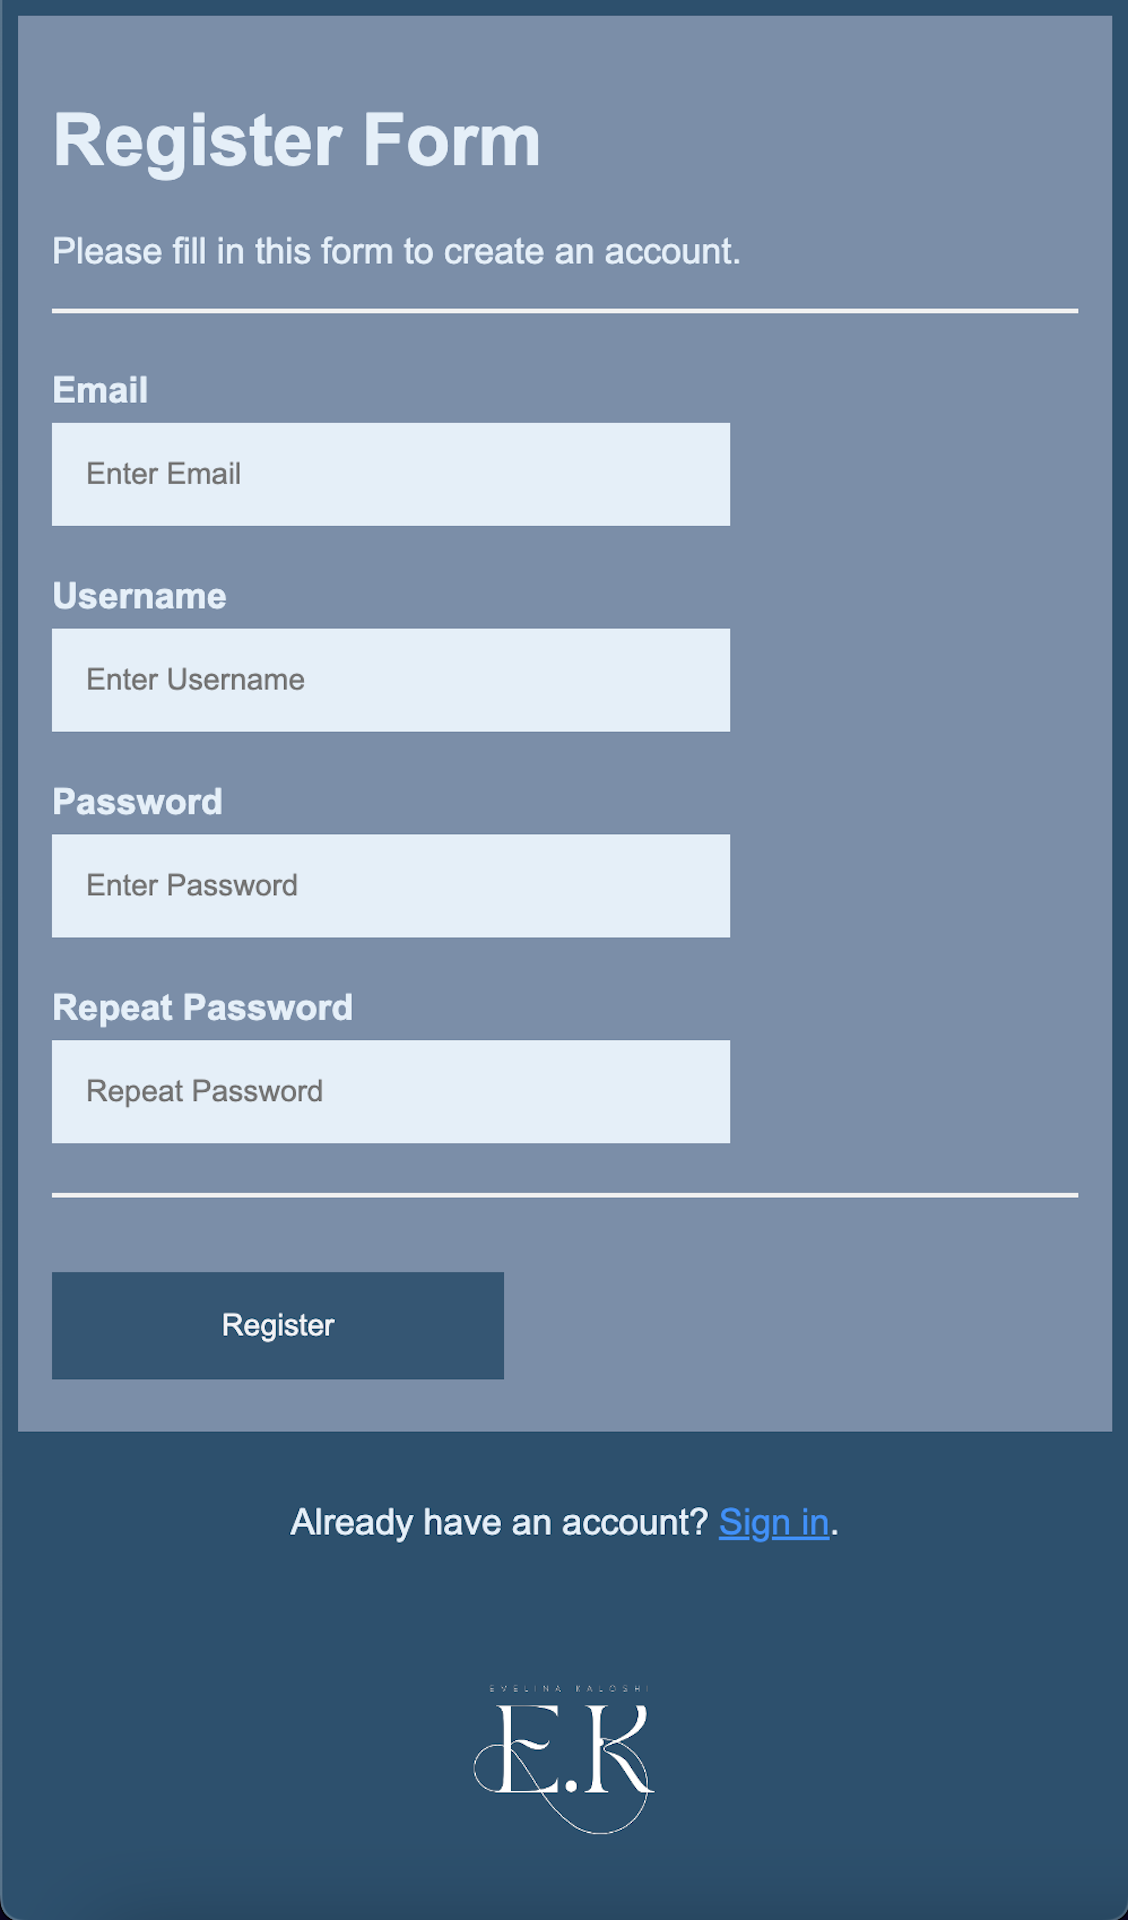 Register Form
Please fill in this form to create an account.
Email
Enter Email
Username
Enter Username
Password
Enter Password
Repeat Password
Repeat Password
Register
Already have an account? Sign in.
EVELINA KALOSHI
E.K